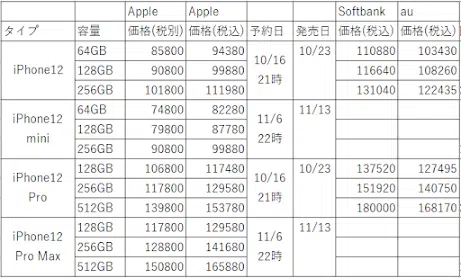 Apple Apple Softbank au
タイプ 容量 価格(税別) 価格(税込) 予約日 発売日 価格(税込) 価格(税込)
iPhone12 64GB 85800 94380 10/16 21時 10/23 110880 103430
128GB 90800 99880 116640 108260
256GB 101800 111980 131040 122435
iPhone12 mini 64GB 74800 82280 11/6 22時 11/13
128GB 79800 87780
256GB 90800 99880
iPhone12 Pro 128GB 106800 117480 10/16 21時 10/23 137520 127495
256GB 117800 129580 151920 140750
512GB 139800 153780 180000 168170
iPhone12 Pro Max 128GB 117800 129580 11/6 22時 11/13
256GB 128800 141680
512GB 150800 165880